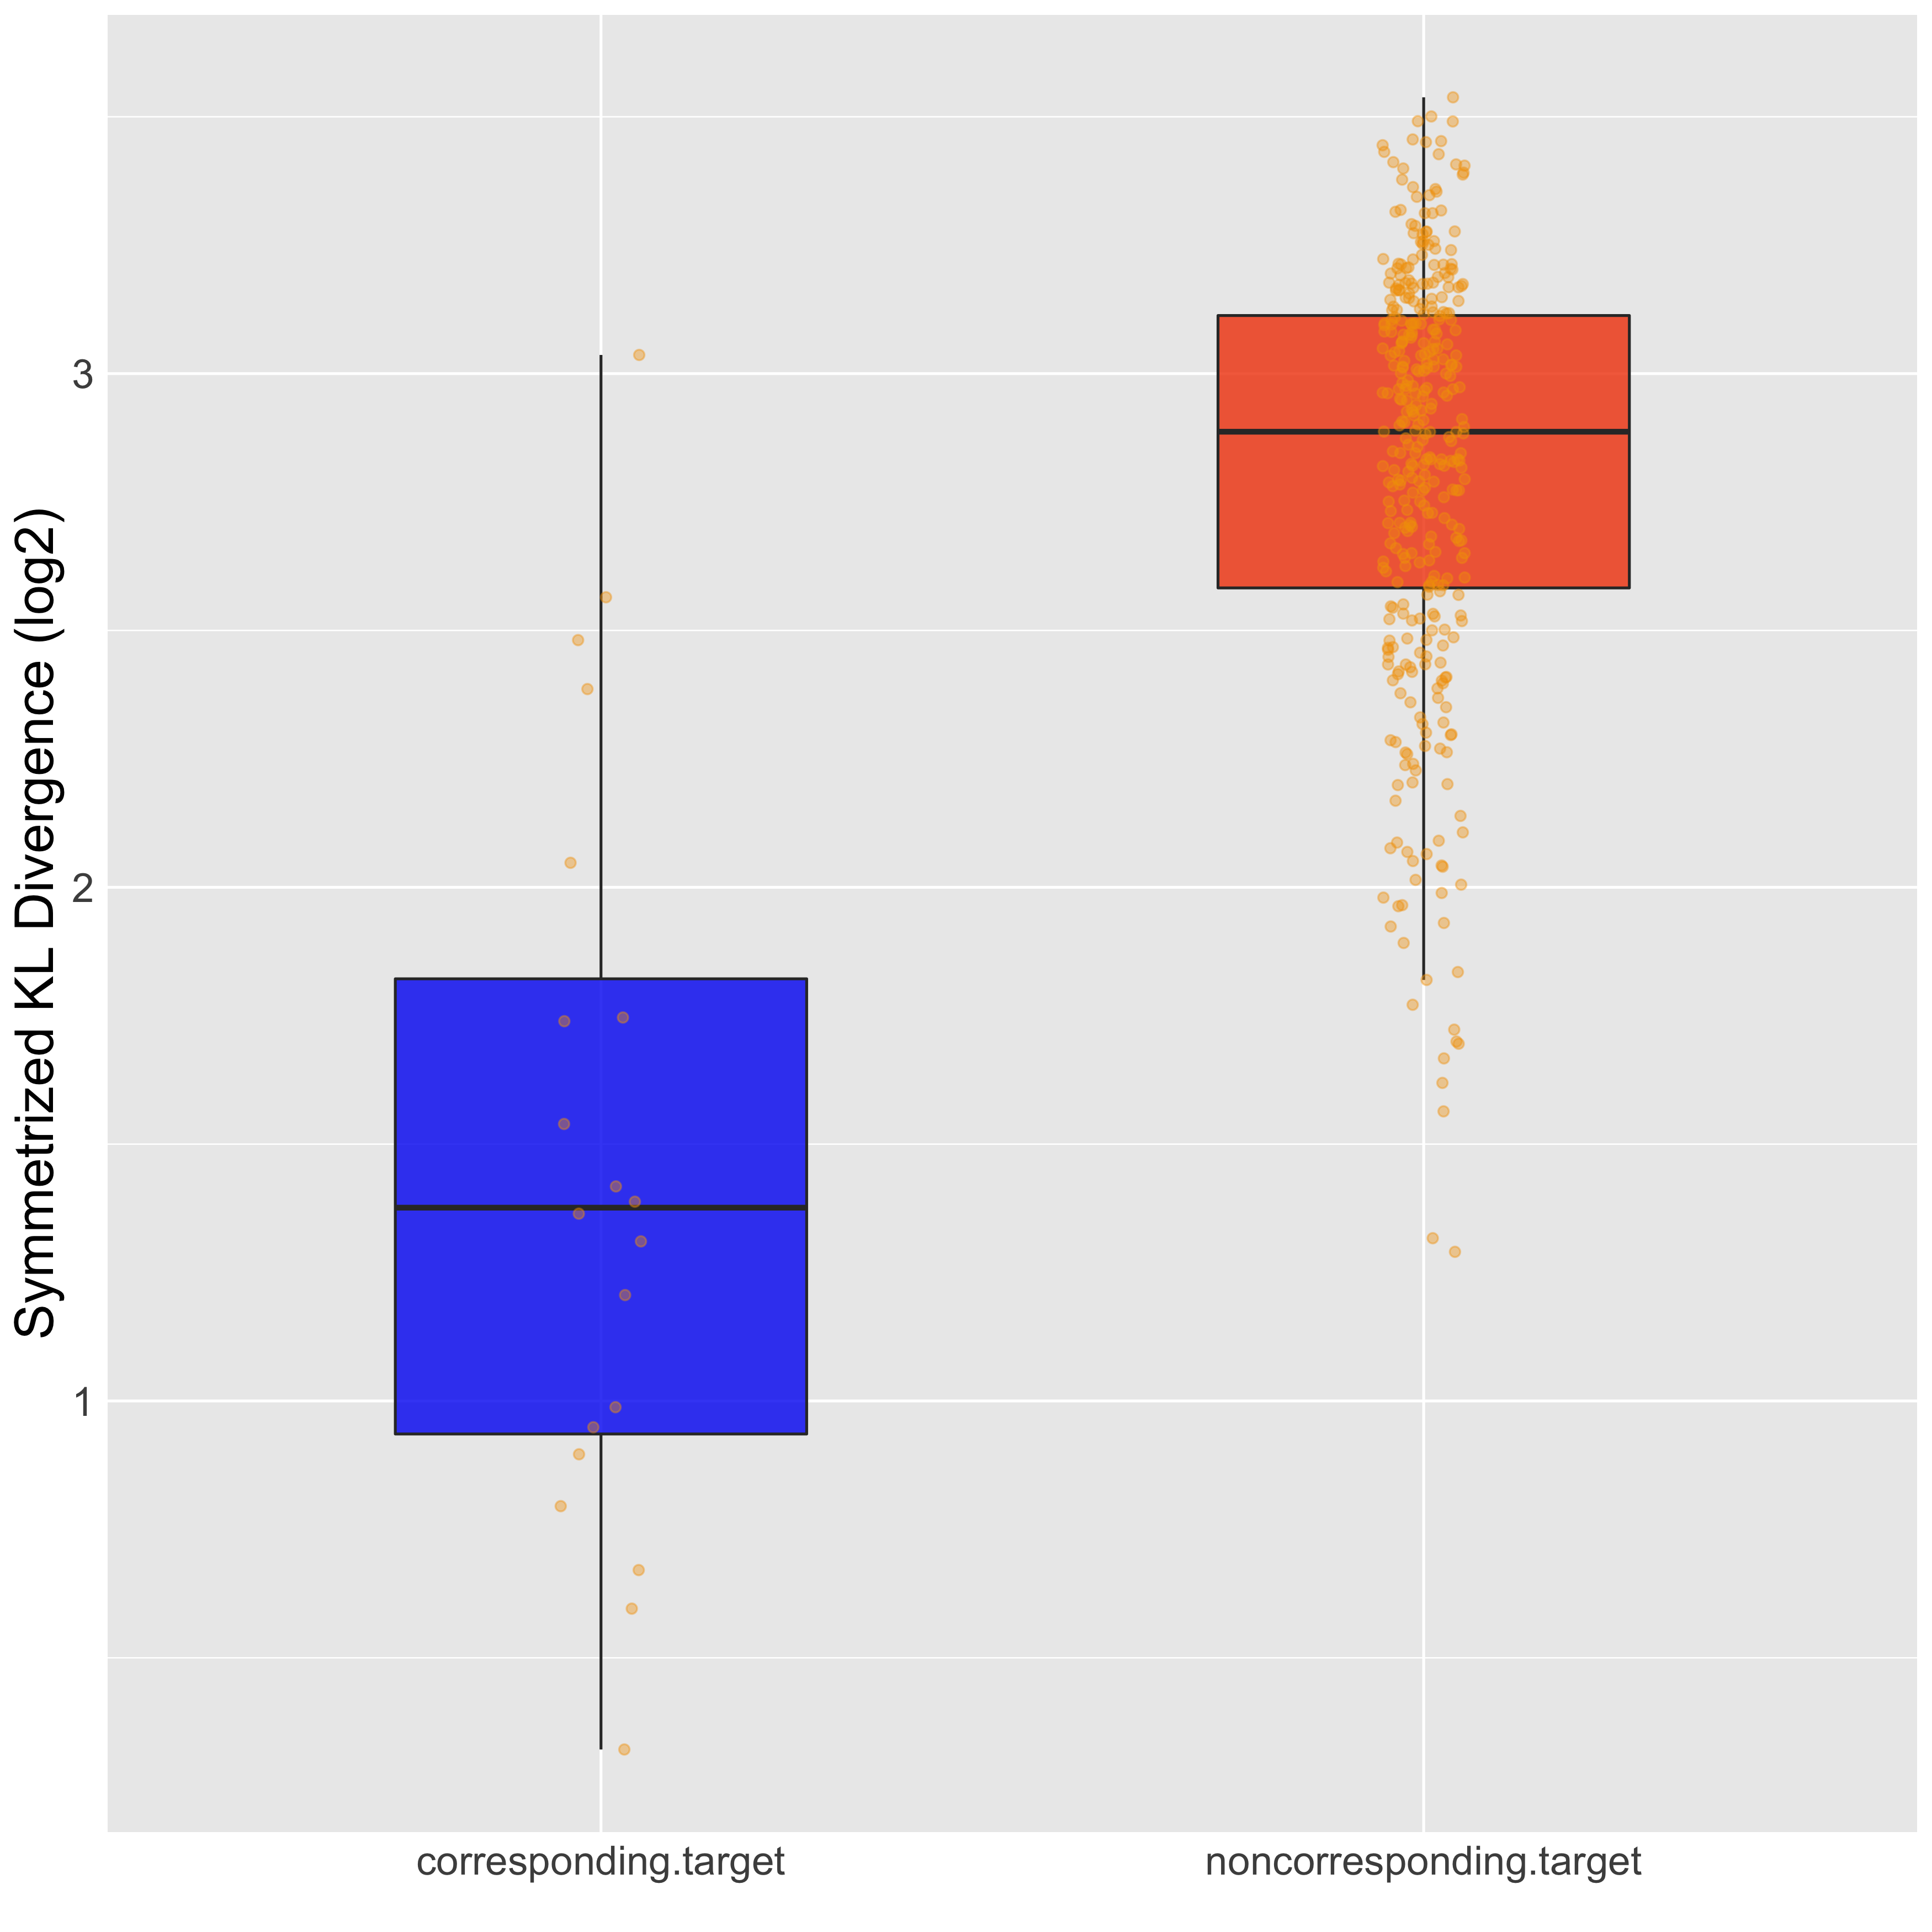 Symmetrized KL Divergence (log2)
3
2
1
corresponding.target
noncorresponding.target